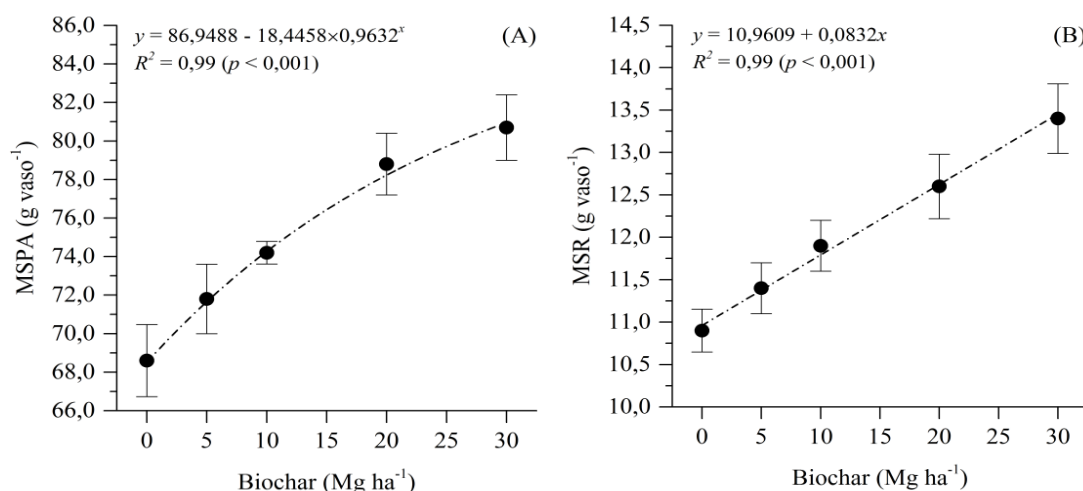 y = 86,9488 - 18,4458×0,9632ˣ
(A)
R² = 0,99 (p < 0,001)
86,0
84,0
82,0
80,0
78,0
76,0
74,0
72,0
70,0
68,0
66,0
MSPA (g vaso⁻¹)
0 5 10 15 20 25 30
Biochar (Mg ha⁻¹)
y = 10,9609 + 0,0832x
(B)
R² = 0,99 (p < 0,001)
14,5
14,0
13,5
13,0
12,5
12,0
11,5
11,0
10,5
10,0
MSR (g vaso⁻¹)
0 5 10 15 20 25 30
Biochar (Mg ha⁻¹)